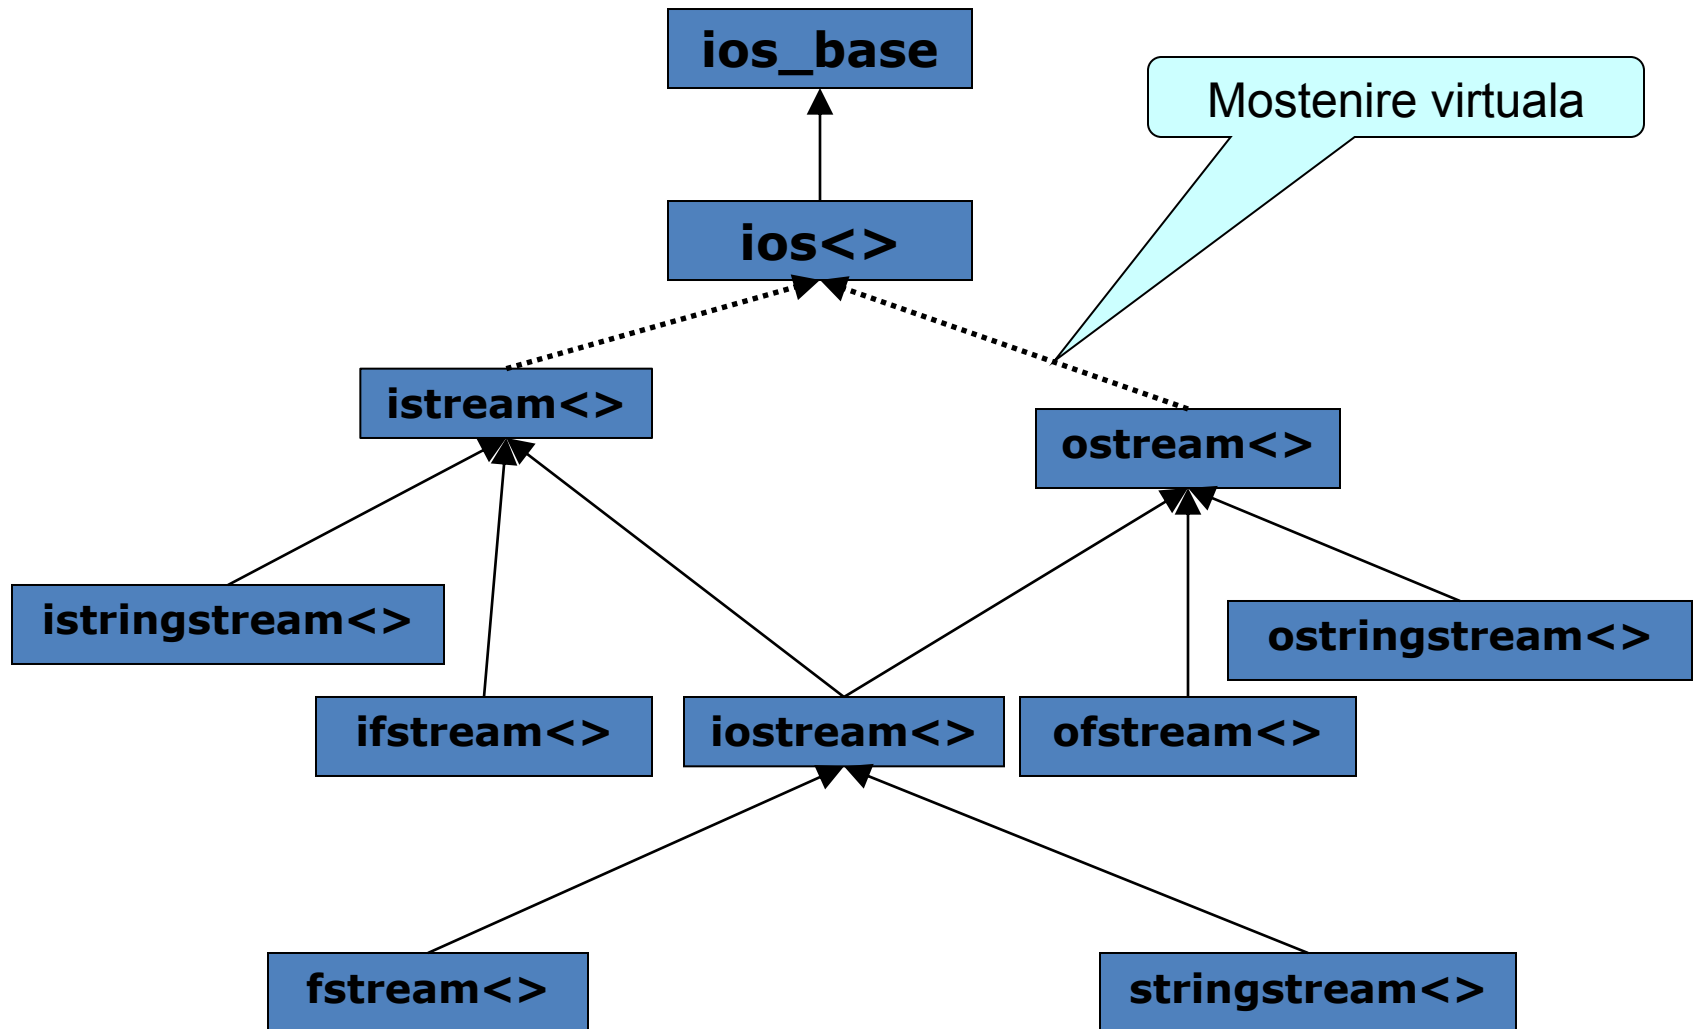 ios_base
Mostenire virtuala
ios<>
istream<>
ostream<>
istringstream<>
ostringstream<>
ifstream<>
iostream<>
ofstream<>
fstream<>
stringstream<>